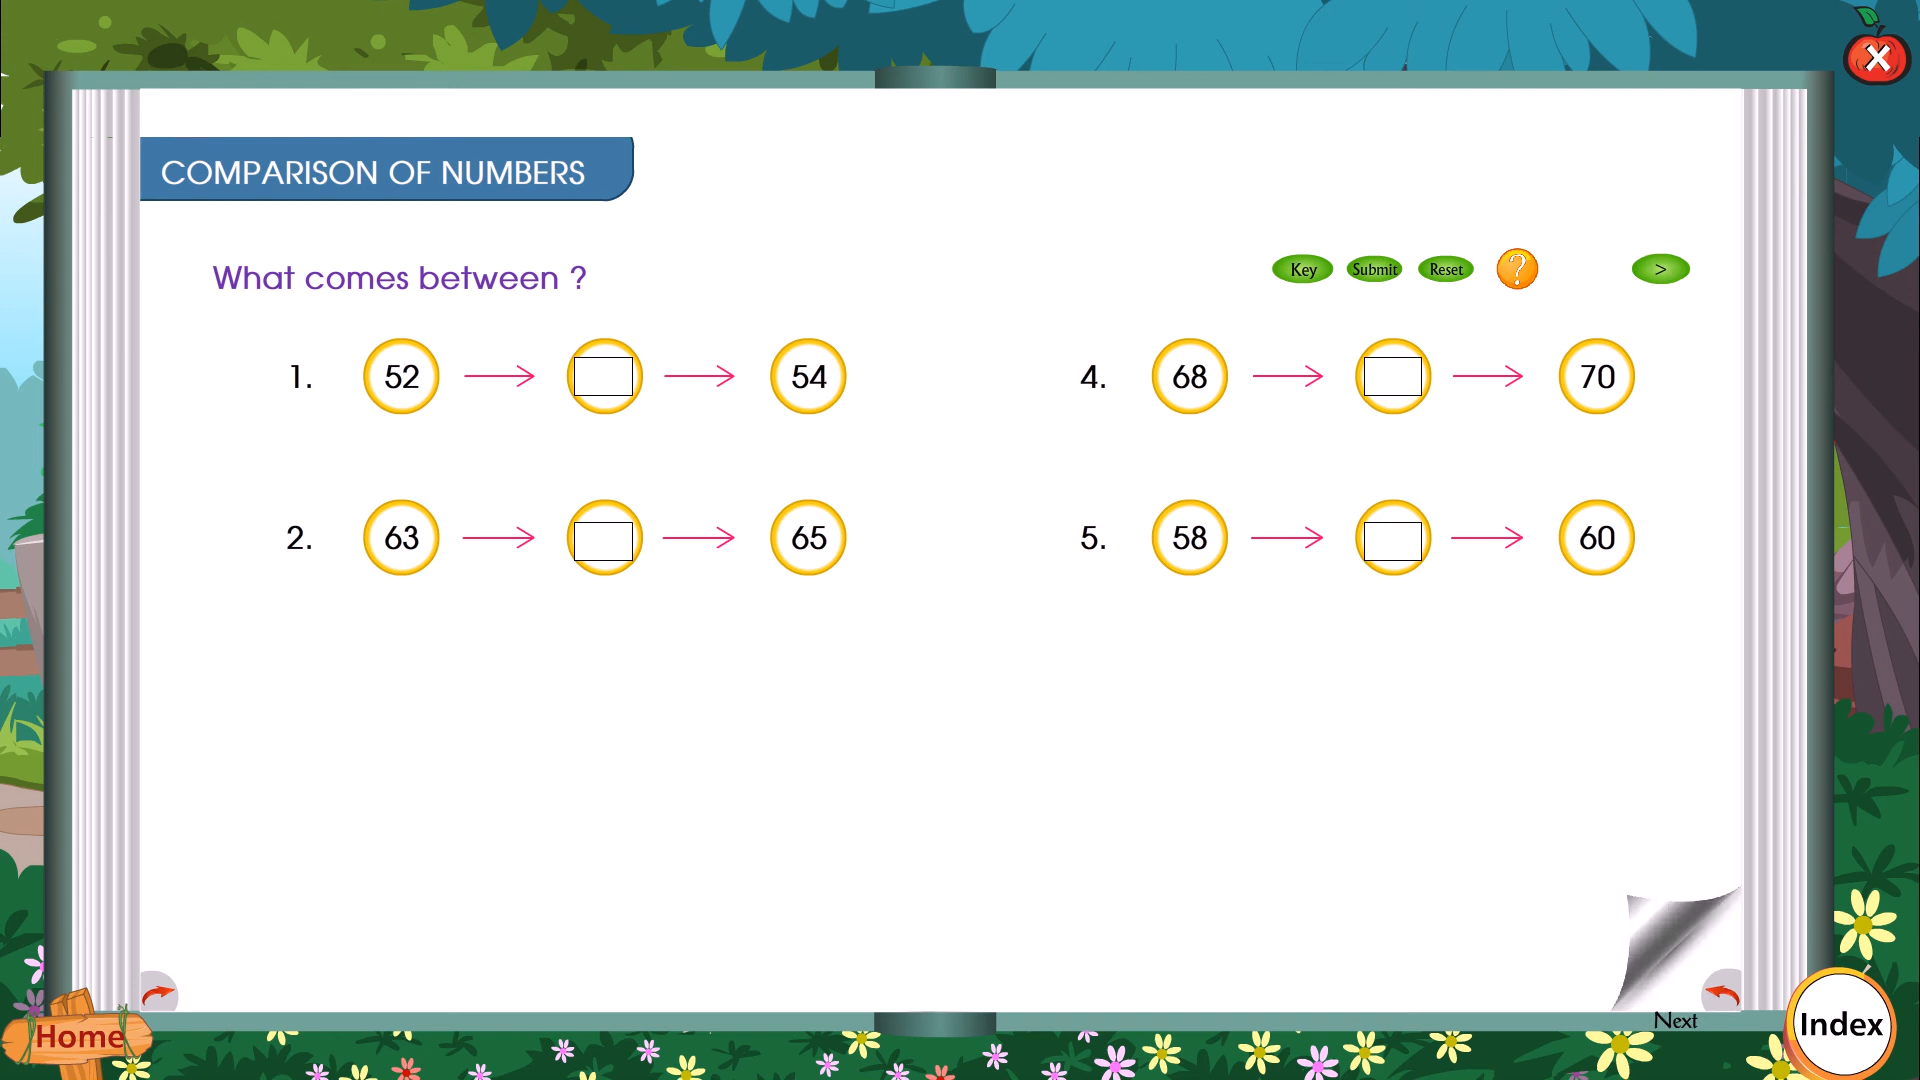 COMPARISON OF NUMBERS
What comes between ?
Key Submit Reset ? >
1. 52 54
4. 68 70
2. 63 65
5. 58 60
Next
Home
Index